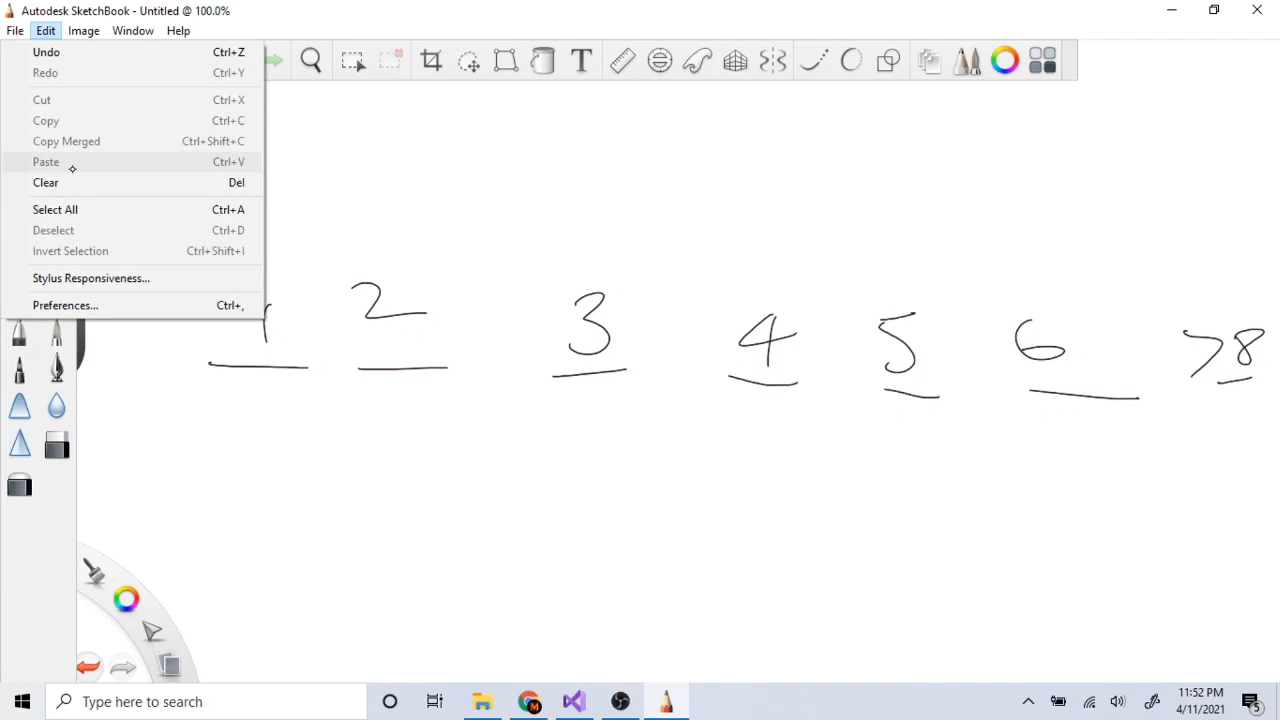 Autodesk SketchBook - Untitled @ 100.0%
File Edit Image Window Help
Undo Ctrl+Z
Redo Ctrl+Y
Cut Ctrl+X
Copy Ctrl+C
Copy Merged Ctrl+Shift+C
Paste Ctrl+V
Clear Del
Select All Ctrl+A
Deselect Ctrl+D
Invert Selection Ctrl+Shift+I
Stylus Responsiveness...
Preferences... Ctrl+,
T
1 2 3 4 5 6 78
Type here to search
M
11:52 PM
4/11/2021
5